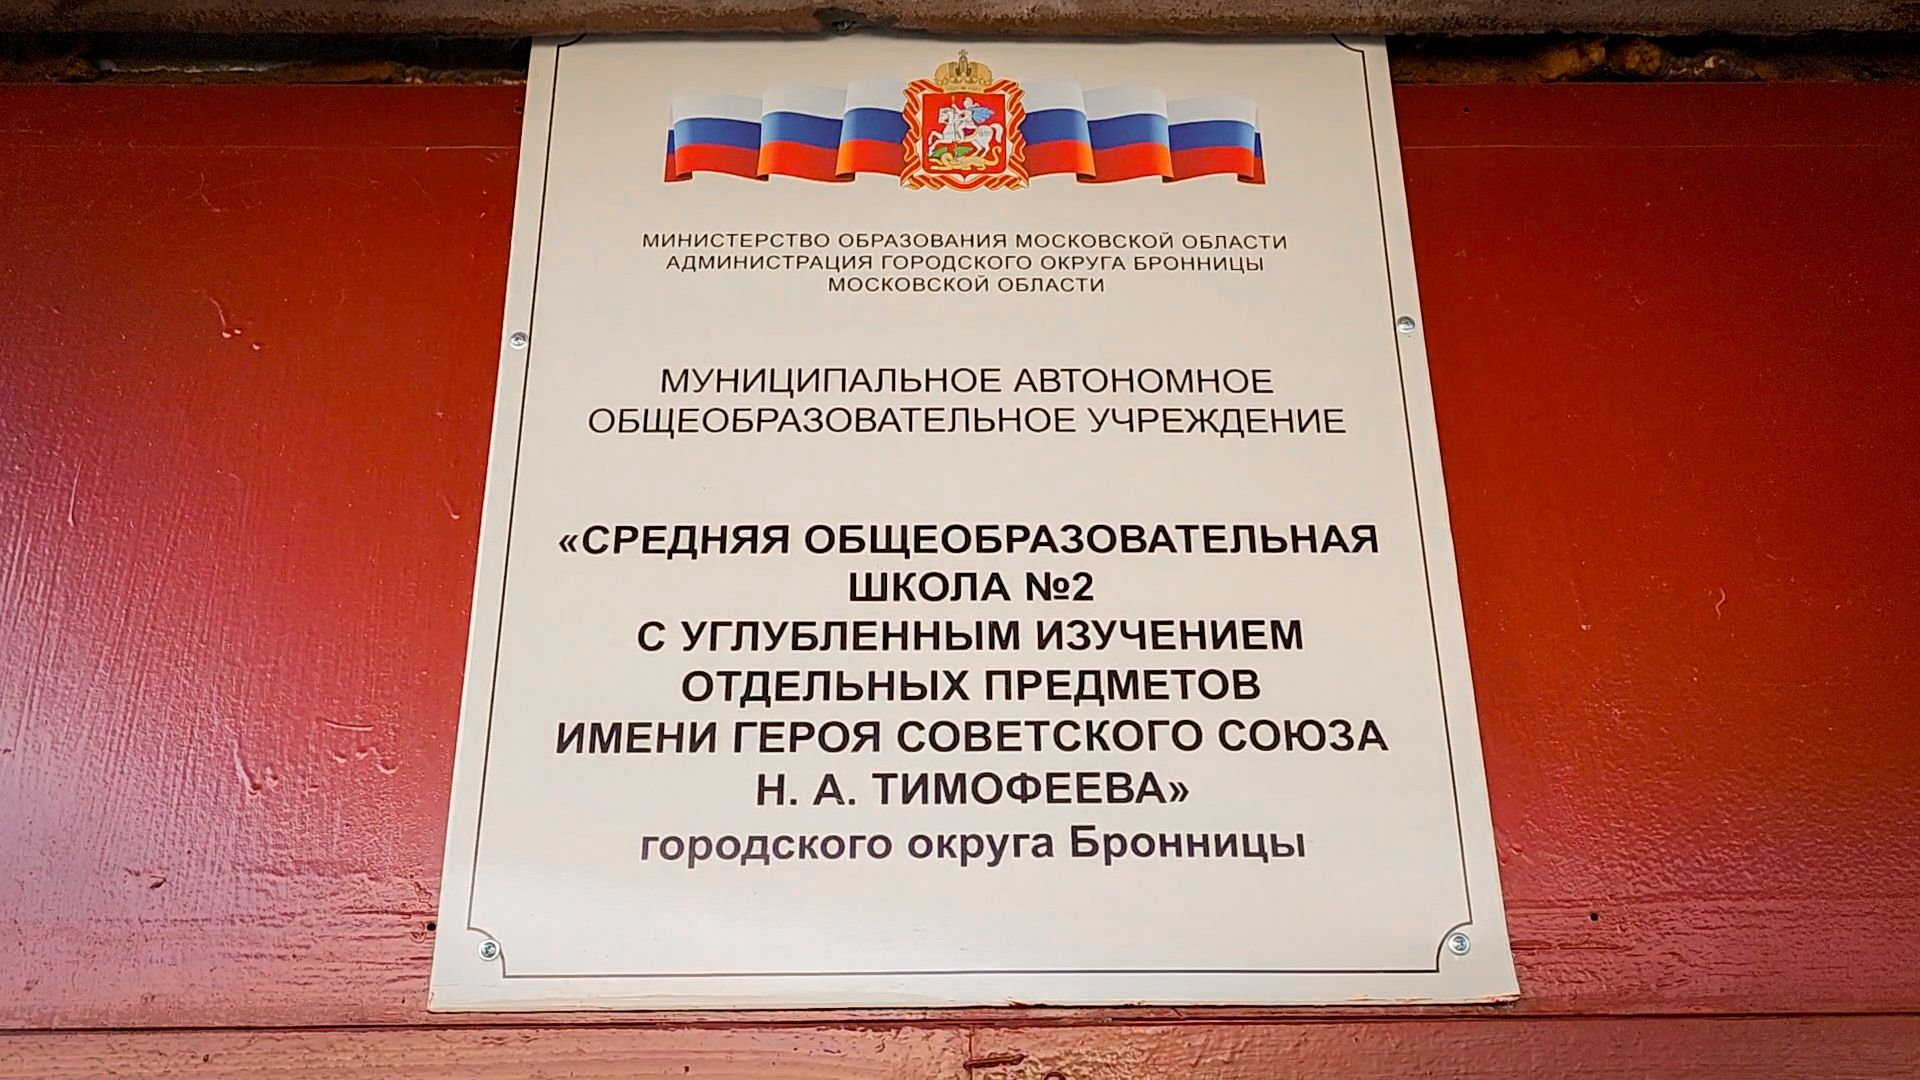 МИНИСТЕРСТВО ОБРАЗОВАНИЯ МОСКОВСКОЙ ОБЛАСТИ
АДМИНИСТРАЦИЯ ГОРОДСКОГО ОКРУГА БРОННИЦЫ
МОСКОВСКОЙ ОБЛАСТИ
МУНИЦИПАЛЬНОЕ АВТОНОМНОЕ
ОБЩЕОБРАЗОВАТЕЛЬНОЕ УЧРЕЖДЕНИЕ
«СРЕДНЯЯ ОБЩЕОБРАЗОВАТЕЛЬНАЯ
ШКОЛА №2
С УГЛУБЛЕННЫМ ИЗУЧЕНИЕМ
ОТДЕЛЬНЫХ ПРЕДМЕТОВ
ИМЕНИ ГЕРОЯ СОВЕТСКОГО СОЮЗА
Н. А. ТИМОФЕЕВА»
городского округа Бронницы